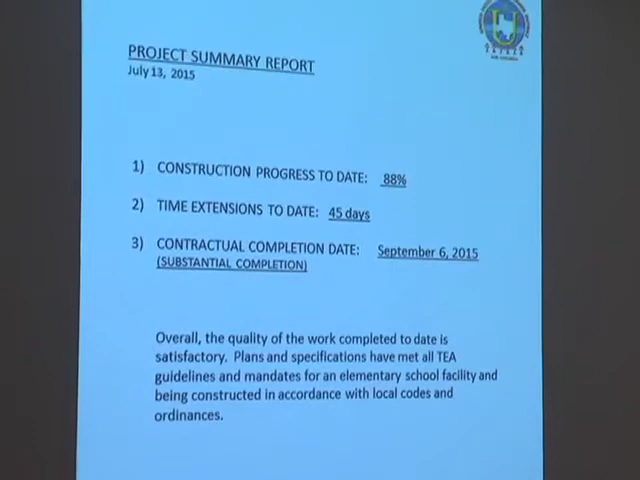 PROJECT SUMMARY REPORT
July 13, 2015
1) CONSTRUCTION PROGRESS TO DATE: 88%
2) TIME EXTENSIONS TO DATE: 45 days
3) CONTRACTUAL COMPLETION DATE: September 6, 2015
(SUBSTANTIAL COMPLETION)
Overall, the quality of the work completed to date is
satisfactory. Plans and specifications have met all TEA
guidelines and mandates for an elementary school facility and
being constructed in accordance with local codes and
ordinances.